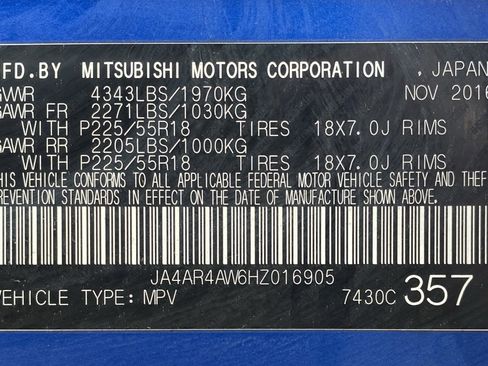 MFD.BY MITSUBISHI MOTORS CORPORATION , JAPAN
GVWR 4343LBS/1970KG NOV 2016
GAWR FR 2271LBS/1030KG
WITH P225/55R18 TIRES 18X7.0J RIMS
GAWR RR 2205LBS/1000KG
WITH P225/55R18 TIRES 18X7.0J RIMS
THIS VEHICLE CONFORMS TO ALL APPLICABLE FEDERAL MOTOR VEHICLE SAFETY AND THEFT
PREVENTION STANDARDS IN EFFECT ON THE DATE OF MANUFACTURE SHOWN ABOVE.
JA4AR4AW6HZ016905
VEHICLE TYPE: MPV 7430C 357